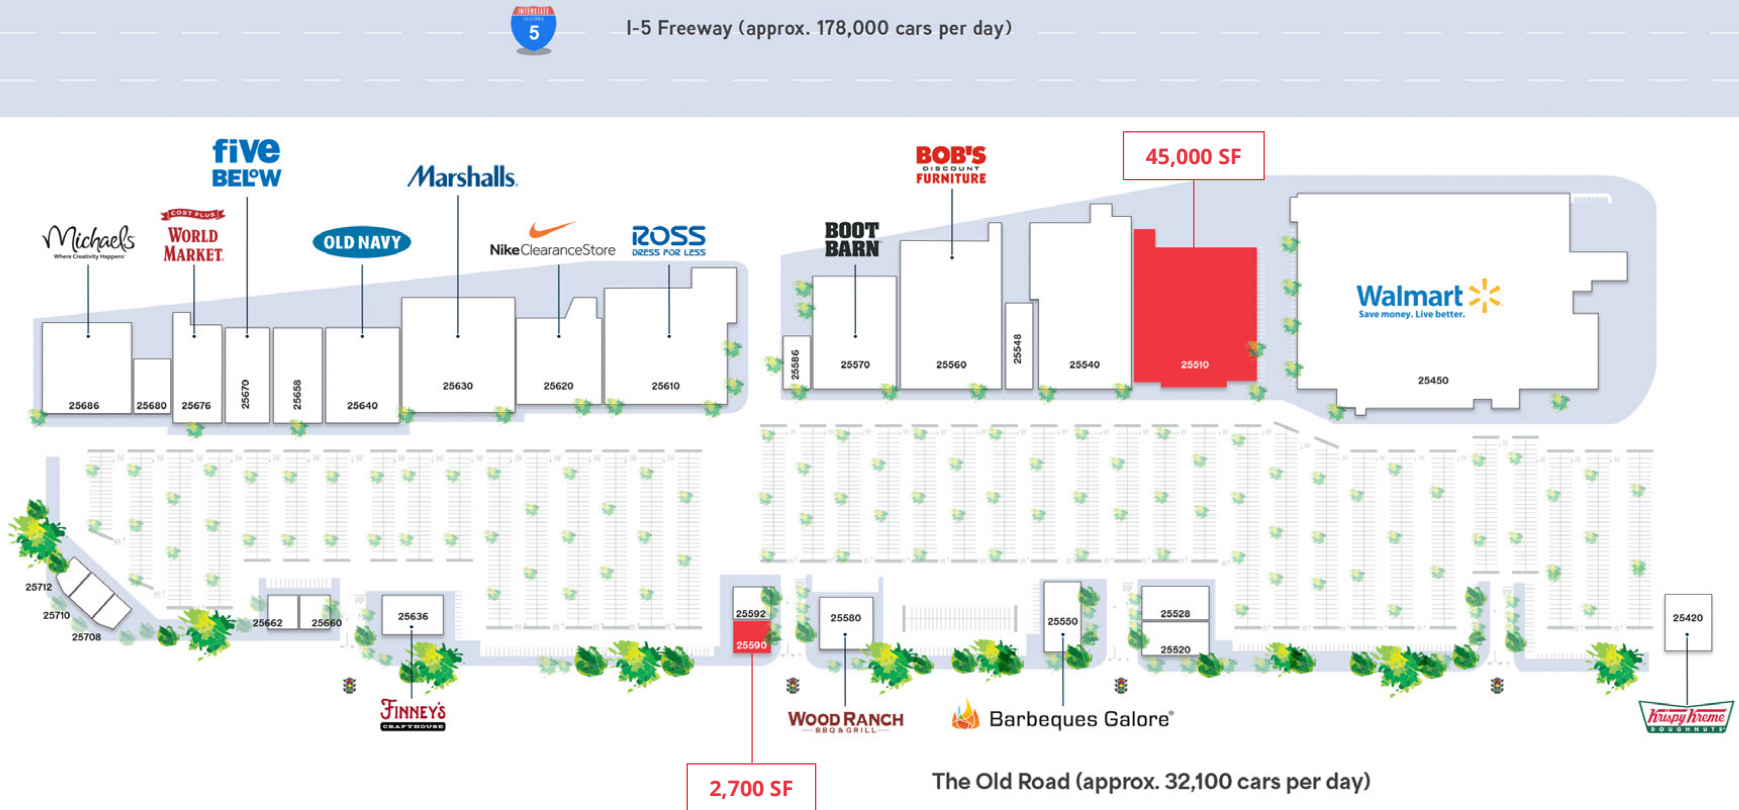 INTERSTATE
CALIFORNIA
5
I-5 Freeway (approx. 178,000 cars per day)
five
BELOW
Marshalls.
BOB'S
DISCOUNT
FURNITURE
45,000 SF
Michaels
Where Creativity Happens
COST PLUS
WORLD
MARKET.
OLD NAVY
NikeClearanceStore
ROSS
DRESS FOR LESS
BOOT
BARN
Walmart
Save money. Live better.
25686
25680
25676
25670
25658
25640
25630
25620
25610
25586
25570
25560
25548
25540
25510
25450
25712
25710
25708
25662
25660
25636
25592
25590
25580
25550
25528
25520
25420
FINNEY'S
CRAFTHOUSE
WOOD RANCH
BBQ & GRILL
Barbeques Galore®
Krispy Kreme
DOUGHNUTS
2,700 SF
The Old Road (approx. 32,100 cars per day)